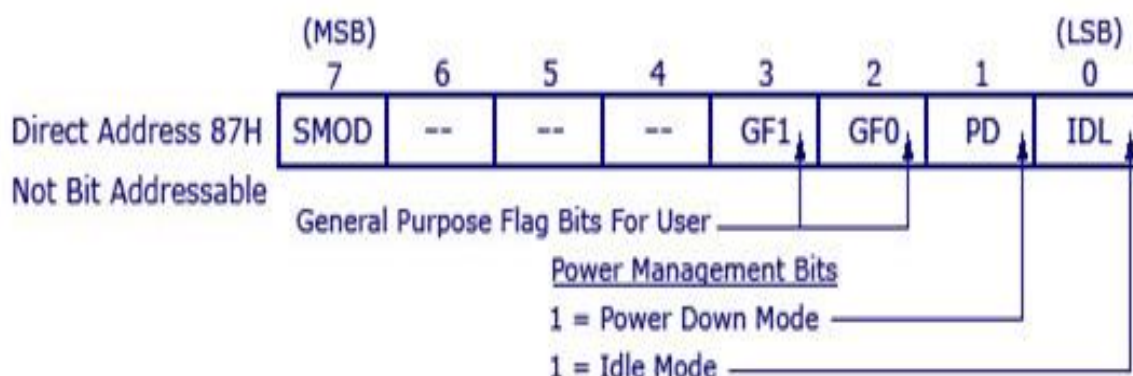 (MSB) (LSB)
7 6 5 4 3 2 1 0
Direct Address 87H SMOD -- -- -- GF1 GF0 PD IDL
Not Bit Addressable
General Purpose Flag Bits For User
Power Management Bits
1 = Power Down Mode
1 = Idle Mode